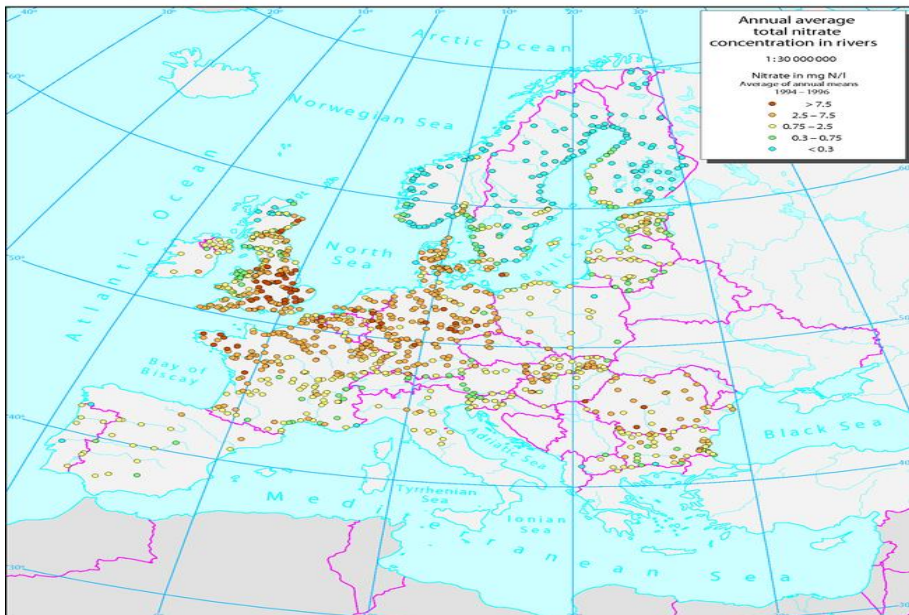 Annual average
total nitrate
concentration in rivers
1 : 30 000 000
Nitrate in mg N/l
Average of annual means
1994 – 1996
> 7.5
2.5 – 7.5
0.75 – 2.5
0.3 – 0.75
< 0.3
Arctic Ocean
Norwegian Sea
Atlantic Ocean
North
Sea
Baltic Sea
Bay of
Biscay
Black Sea
Adriatic Sea
Tyrrhenian
Sea
Ionian
Sea
Mediterranean Sea